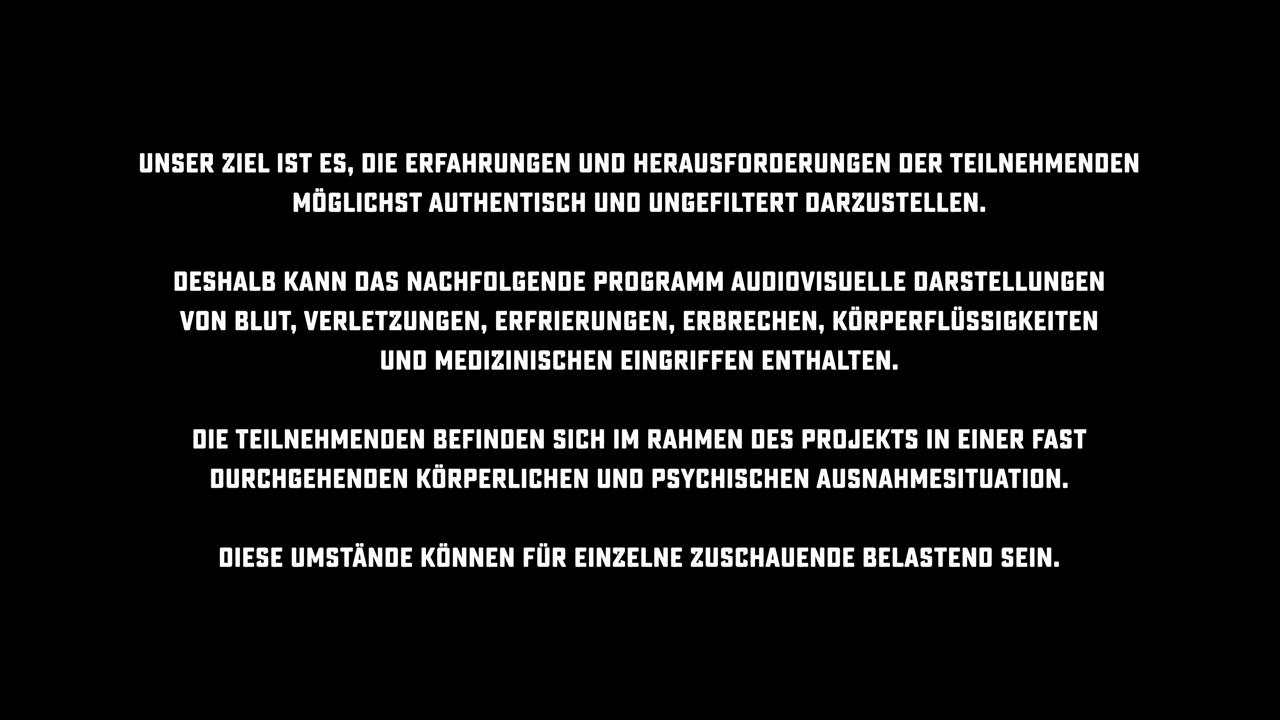 UNSER ZIEL IST ES, DIE ERFAHRUNGEN UND HERAUSFORDERUNGEN DER TEILNEHMENDEN
MÖGLICHST AUTHENTISCH UND UNGEFILTERT DARZUSTELLEN.
DESHALB KANN DAS NACHFOLGENDE PROGRAMM AUDIOVISUELLE DARSTELLUNGEN
VON BLUT, VERLETZUNGEN, ERFRIERUNGEN, ERBRECHEN, KÖRPERFLÜSSIGKEITEN
UND MEDIZINISCHEN EINGRIFFEN ENTHALTEN.
DIE TEILNEHMENDEN BEFINDEN SICH IM RAHMEN DES PROJEKTS IN EINER FAST
DURCHGEHENDEN KÖRPERLICHEN UND PSYCHISCHEN AUSNAHMESITUATION.
DIESE UMSTÄNDE KÖNNEN FÜR EINZELNE ZUSCHAUENDE BELASTEND SEIN.